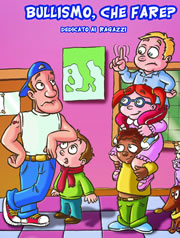 BULLISMO, CHE FARE?
DEDICATO AI RAGAZZI